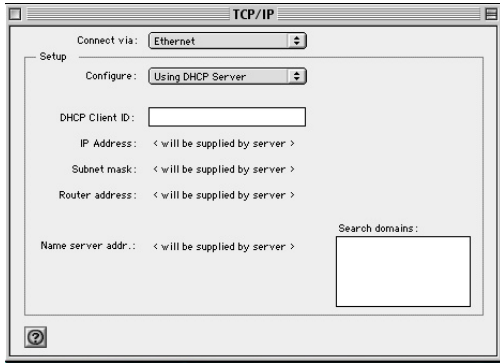 TCP/IP
Connect via: Ethernet
Setup
Configure: Using DHCP Server
DHCP Client ID:
IP Address: < will be supplied by server >
Subnet mask: < will be supplied by server >
Router address: < will be supplied by server >
Search domains:
Name server addr.: < will be supplied by server >
?